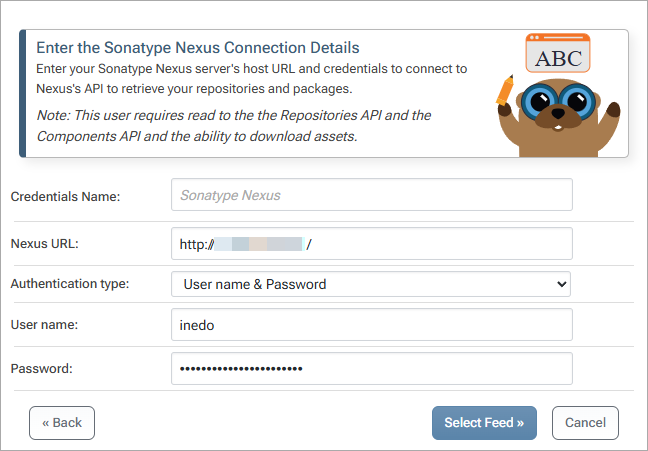 Enter the Sonatype Nexus Connection Details
Enter your Sonatype Nexus server's host URL and credentials to connect to
Nexus's API to retrieve your repositories and packages.
Note: This user requires read to the the Repositories API and the
Components API and the ability to download assets.
ABC
Credentials Name:
Sonatype Nexus
Nexus URL:
http:// /
Authentication type:
User name & Password
User name:
inedo
Password:
•••••••••••••••••••••••
« Back
Select Feed »
Cancel